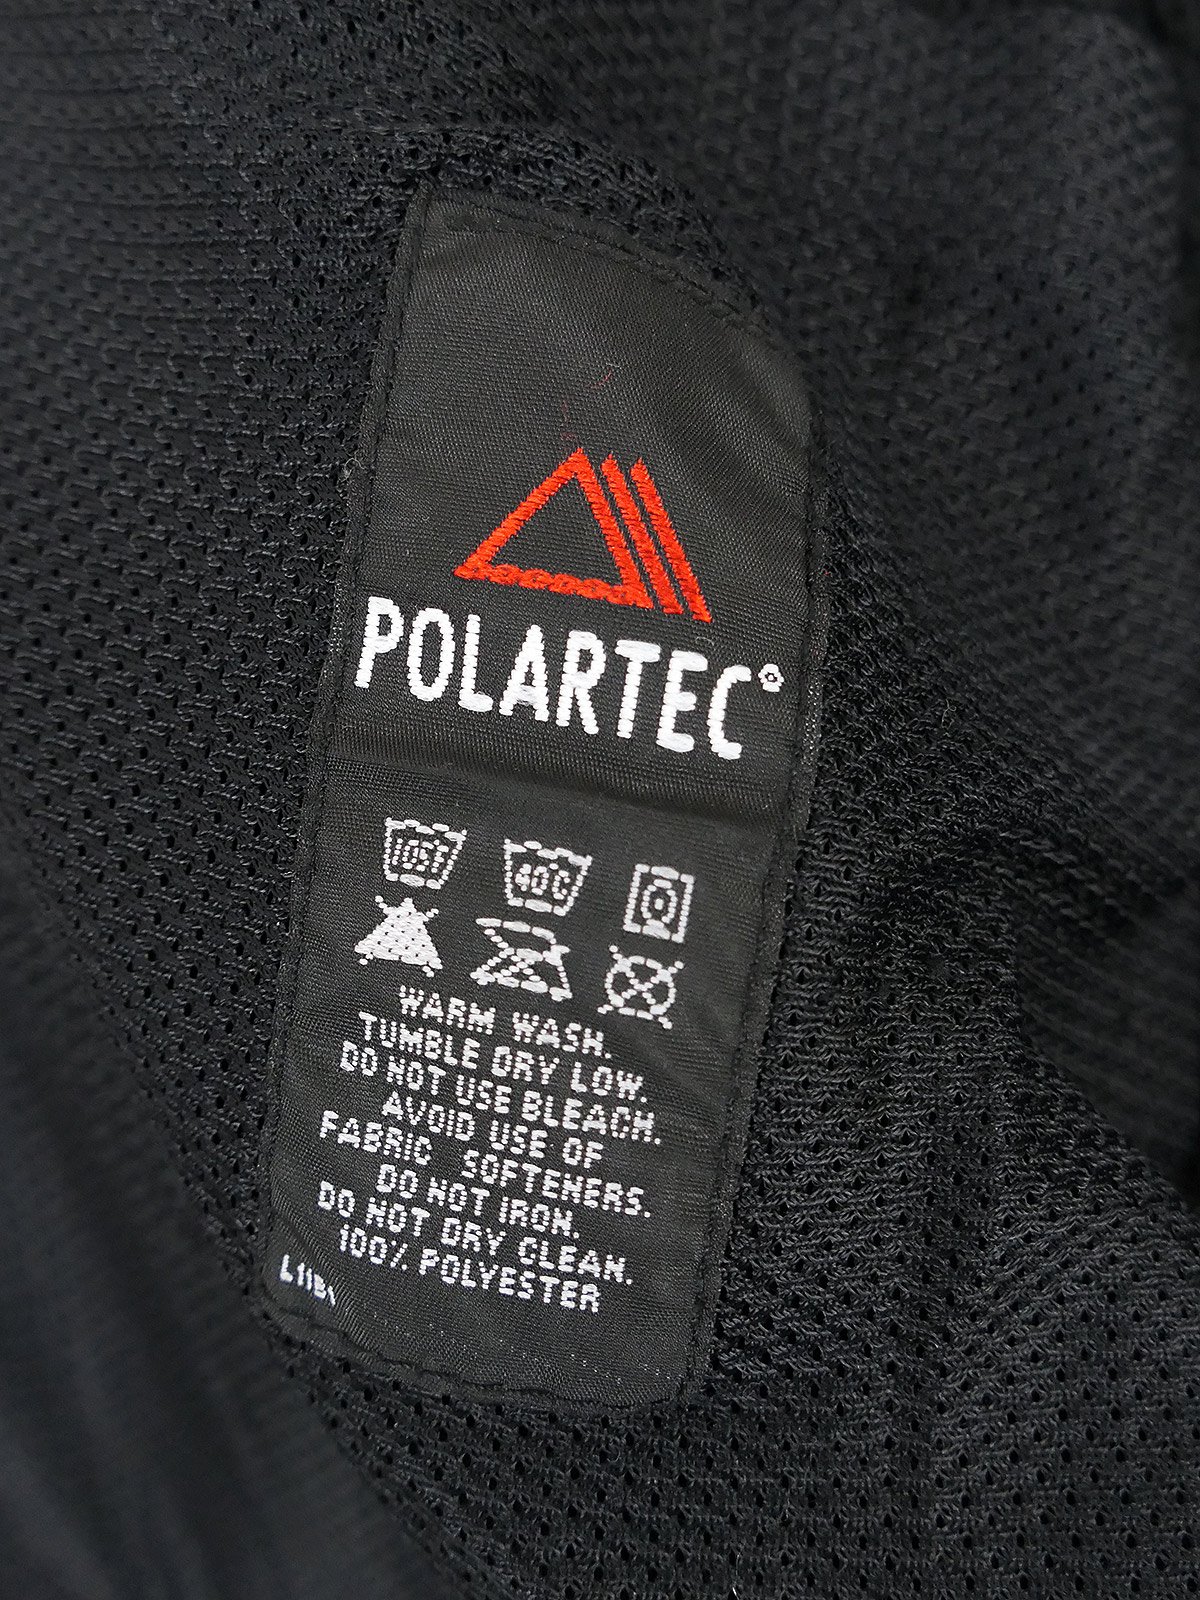 POLARTEC®
105F 40C
WARM WASH.
TUMBLE DRY LOW.
DO NOT USE BLEACH.
AVOID USE OF
FABRIC SOFTENERS.
DO NOT IRON.
DO NOT DRY CLEAN.
100% POLYESTER